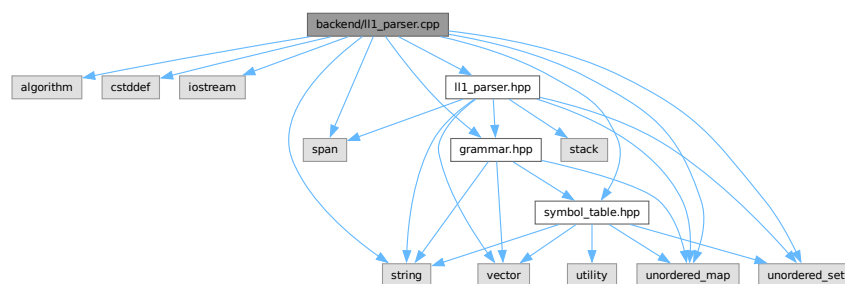 backend/ll1_parser.cpp
algorithm
cstddef
iostream
ll1_parser.hpp
span
grammar.hpp
stack
symbol_table.hpp
string
vector
utility
unordered_map
unordered_set